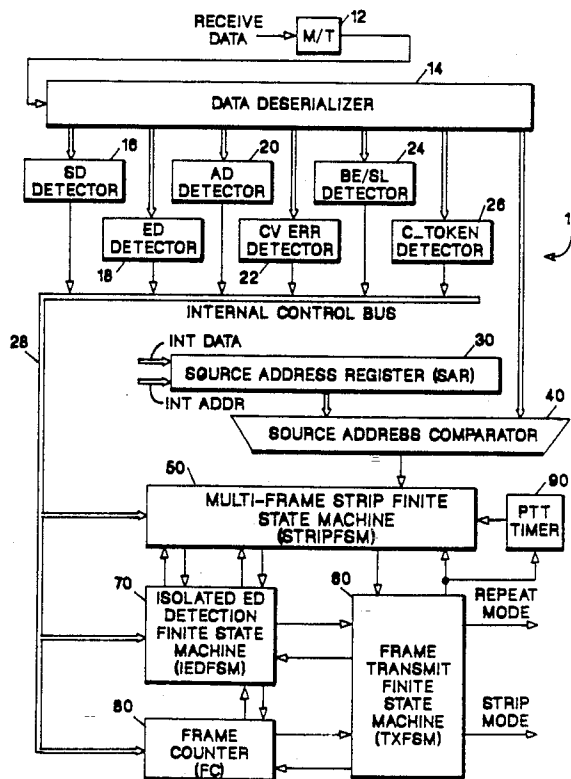 RECEIVE
DATA
M/T
12
14
DATA DESERIALIZER
16
SD
DETECTOR
20
AD
DETECTOR
24
BE/SL
DETECTOR
ED
DETECTOR
18
CV ERR
DETECTOR
22
26
C_TOKEN
DETECTOR
1
INTERNAL CONTROL BUS
28
INT DATA
30
SOURCE ADDRESS REGISTER (SAR)
INT ADDR
40
SOURCE ADDRESS COMPARATOR
50
MULTI-FRAME STRIP FINITE
STATE MACHINE
(STRIPFSM)
90
PTT
TIMER
70
ISOLATED ED
DETECTION
FINITE STATE
MACHINE
(IEDFSM)
60
FRAME
TRANSMIT
FINITE
STATE
MACHINE
(TXFSM)
REPEAT
MODE
STRIP
MODE
80
FRAME
COUNTER
(FC)